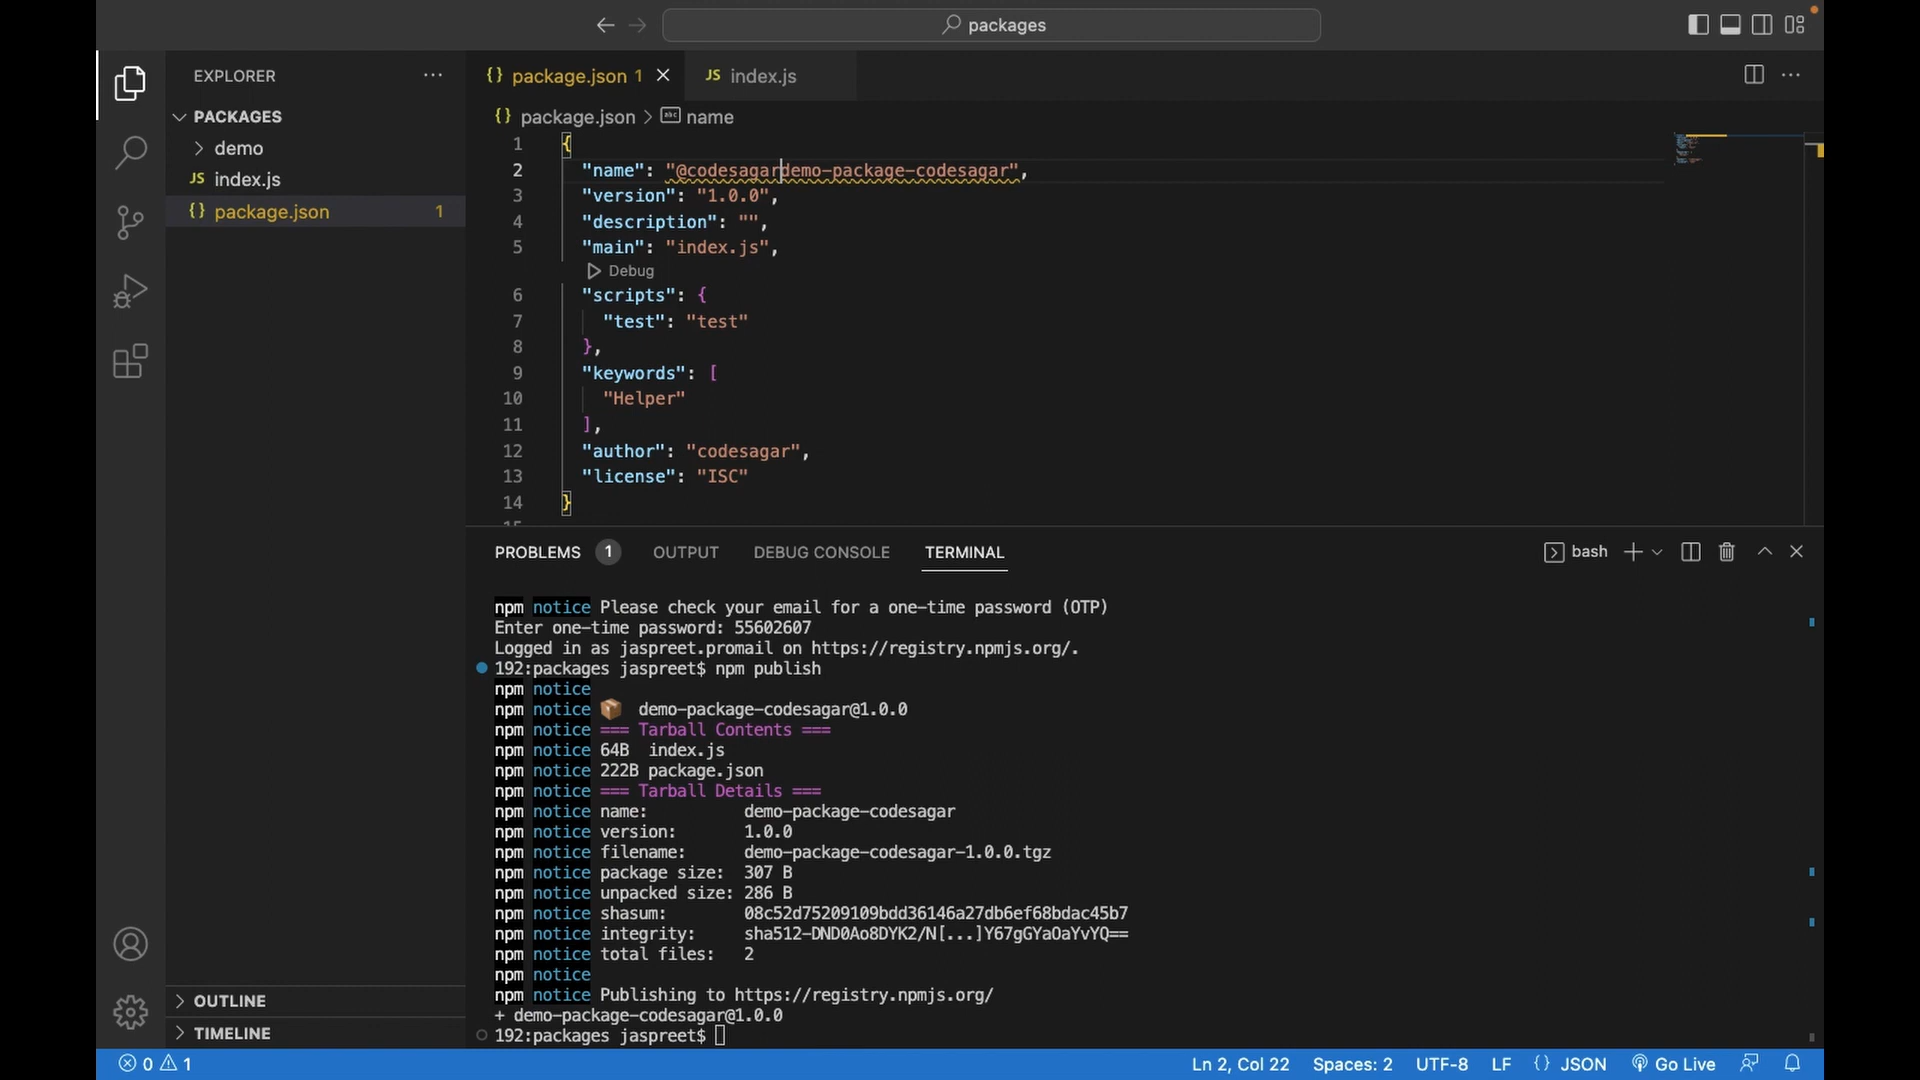 packages
EXPLORER
PACKAGES
demo
JS index.js
{} package.json 1
OUTLINE
TIMELINE
{} package.json 1
JS index.js
{} package.json > abc name
1 {
2 "name": "@codesagardemo-package-codesagar",
3 "version": "1.0.0",
4 "description": "",
5 "main": "index.js",
Debug
6 "scripts": {
7 "test": "test"
8 },
9 "keywords": [
10 "Helper"
11 ],
12 "author": "codesagar",
13 "license": "ISC"
14 }
15
PROBLEMS 1 OUTPUT DEBUG CONSOLE TERMINAL
bash
npm notice Please check your email for a one-time password (OTP)
Enter one-time password: 55602607
Logged in as jaspreet.promail on https://registry.npmjs.org/.
192:packages jaspreet$ npm publish
npm notice
npm notice 📦 demo-package-codesagar@1.0.0
npm notice === Tarball Contents ===
npm notice 64B index.js
npm notice 222B package.json
npm notice === Tarball Details ===
npm notice name: demo-package-codesagar
npm notice version: 1.0.0
npm notice filename: demo-package-codesagar-1.0.0.tgz
npm notice package size: 307 B
npm notice unpacked size: 286 B
npm notice shasum: 08c52d75209109bdd36146a27db6ef68bdac45b7
npm notice integrity: sha512-DND0Ao8DYK2/N[...]Y67gGYaOaYvYQ==
npm notice total files: 2
npm notice
npm notice Publishing to https://registry.npmjs.org/
+ demo-package-codesagar@1.0.0
192:packages jaspreet$
0 1
Ln 2, Col 22 Spaces: 2 UTF-8 LF {} JSON Go Live